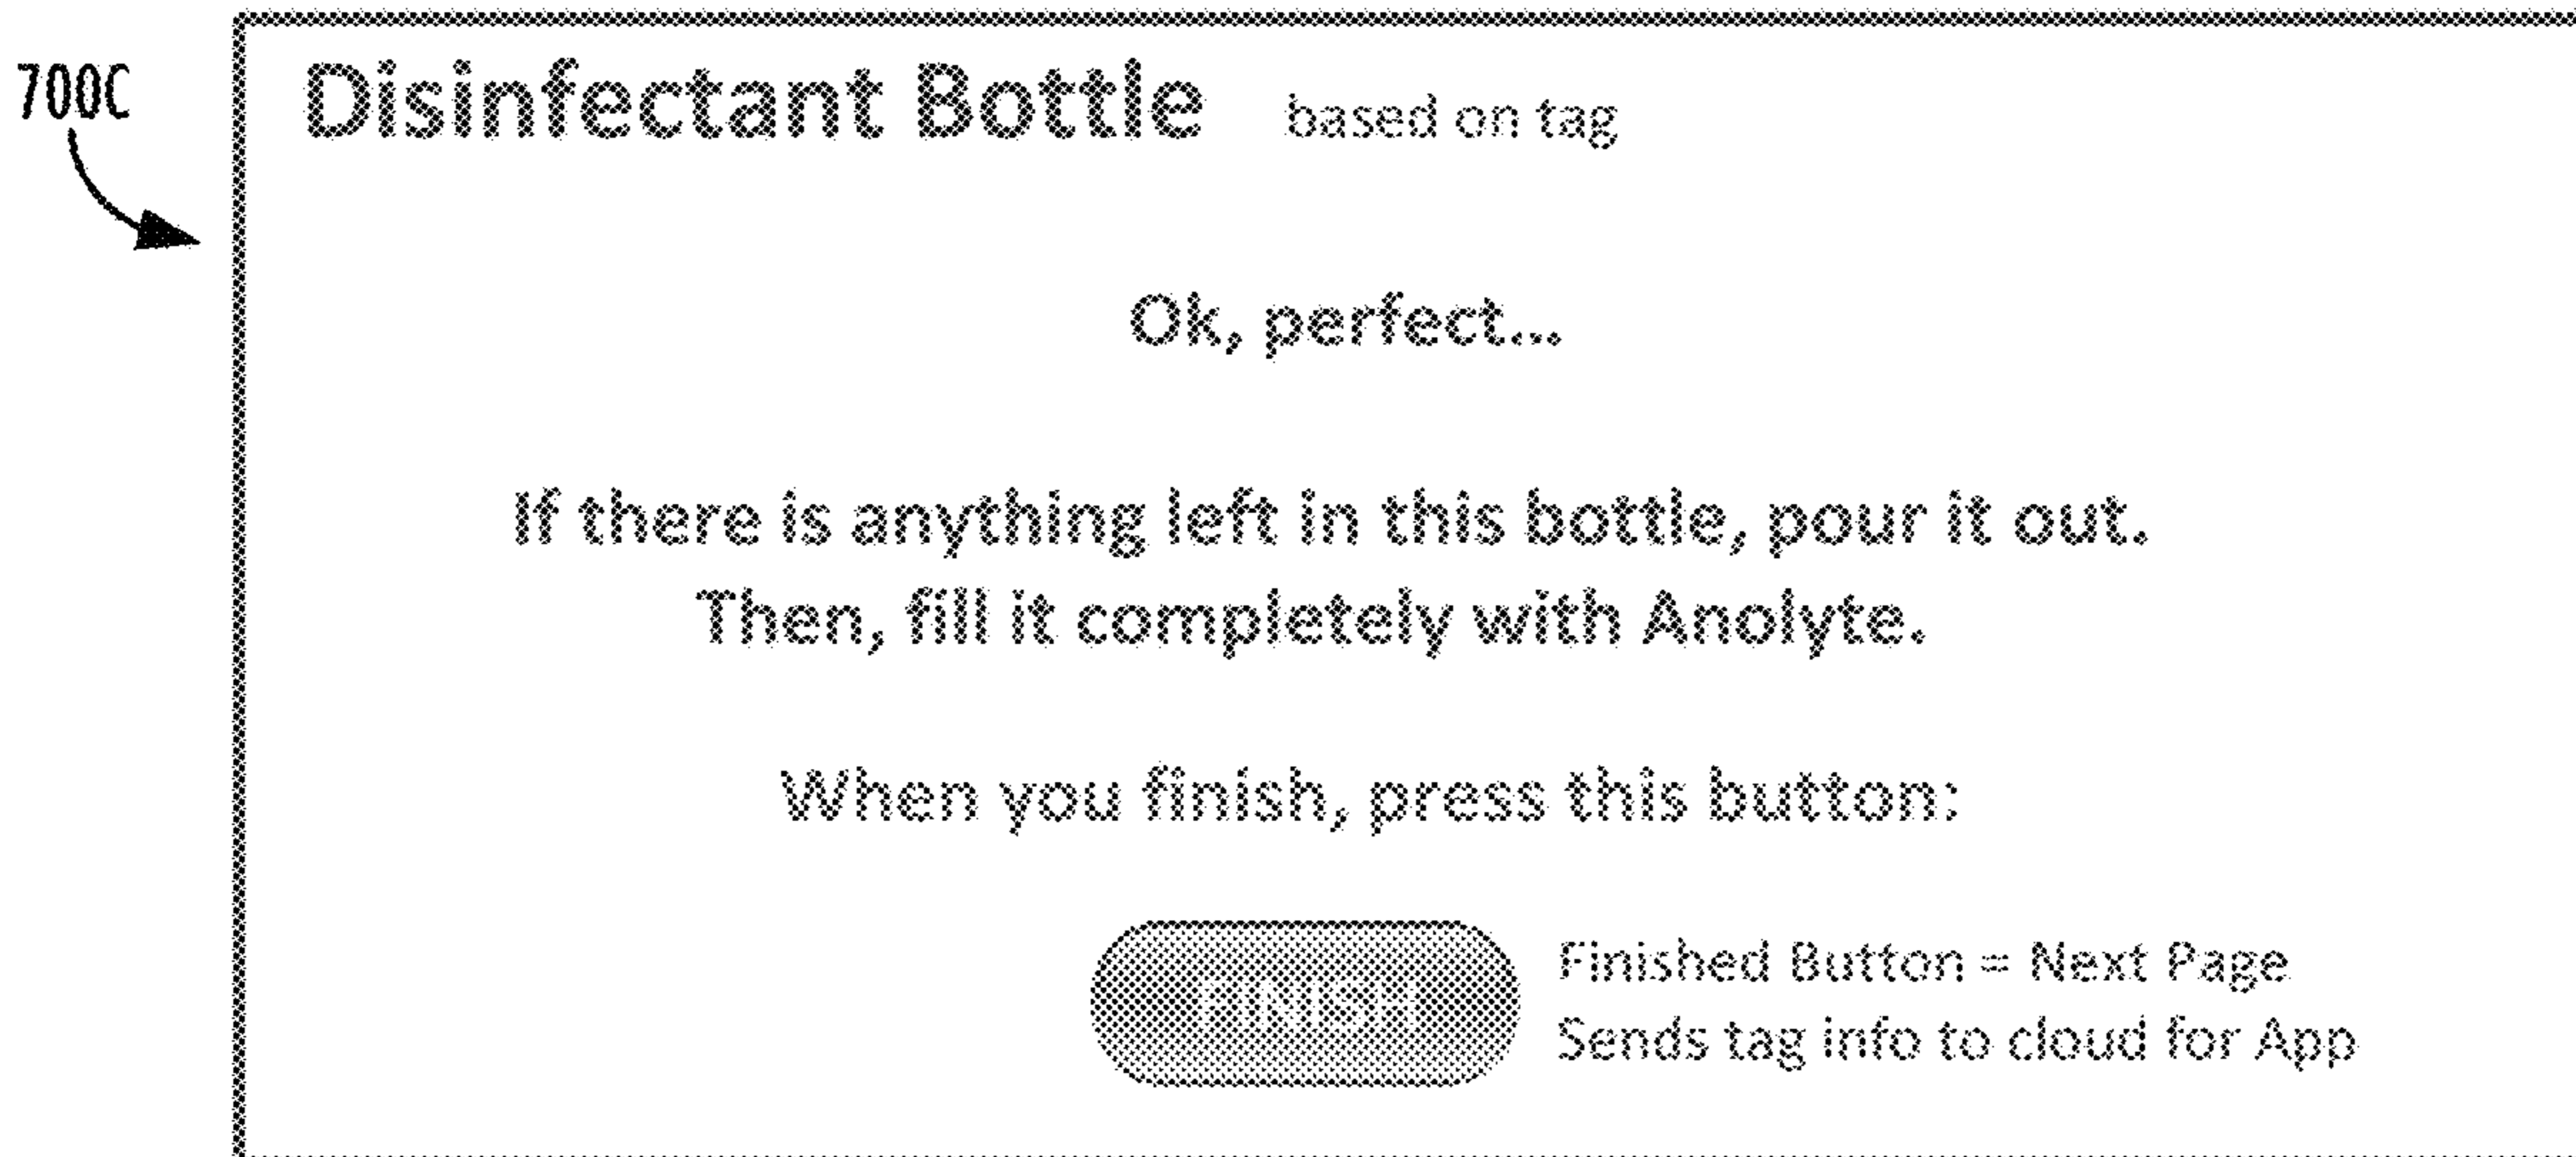 700C
Disinfectant Bottle based on tag
Ok, perfect...
If there is anything left in this bottle, pour it out.
Then, fill it completely with Anolyte.
When you finish, press this button:
FINISH
Finished Button = Next Page
Sends tag info to cloud for App